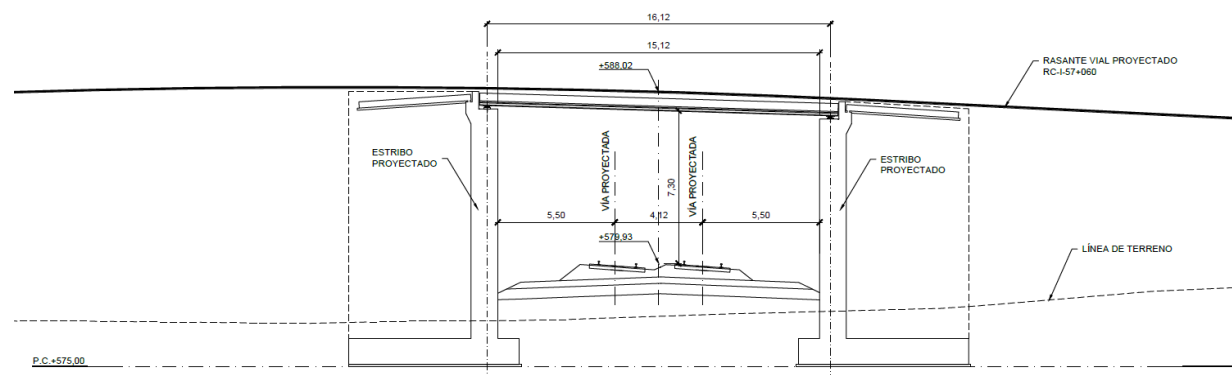 16,12
15,12
+588.02
RASANTE VIAL PROYECTADO
RC-I-57+060
ESTRIBO
PROYECTADO
VÍA PROYECTADA
7,30
VÍA PROYECTADA
ESTRIBO
PROYECTADO
5,50
4,12
5,50
+579,93
LÍNEA DE TERRENO
P.C.+575,00